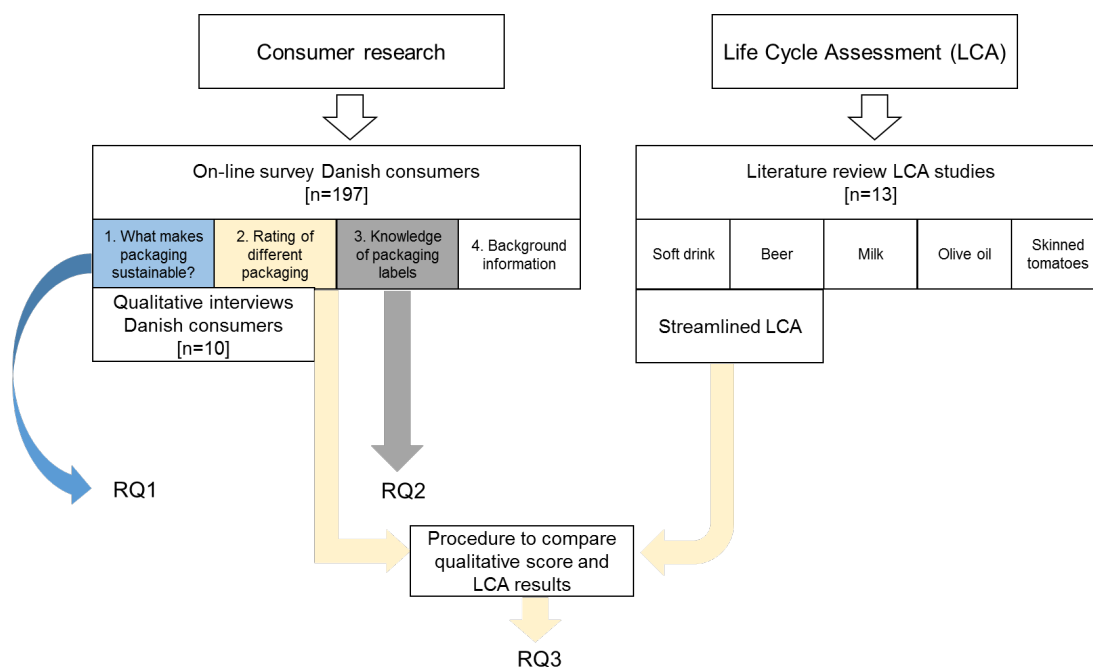 Consumer research
Life Cycle Assessment (LCA)
On-line survey Danish consumers
[n=197]
Literature review LCA studies
[n=13]
1. What makes
packaging
sustainable?
2. Rating of
different
packaging
3. Knowledge
of packaging
labels
4. Background
information
Soft drink
Beer
Milk
Olive oil
Skinned
tomatoes
Qualitative interviews
Danish consumers
[n=10]
Streamlined LCA
RQ1
RQ2
Procedure to compare
qualitative score and
LCA results
RQ3